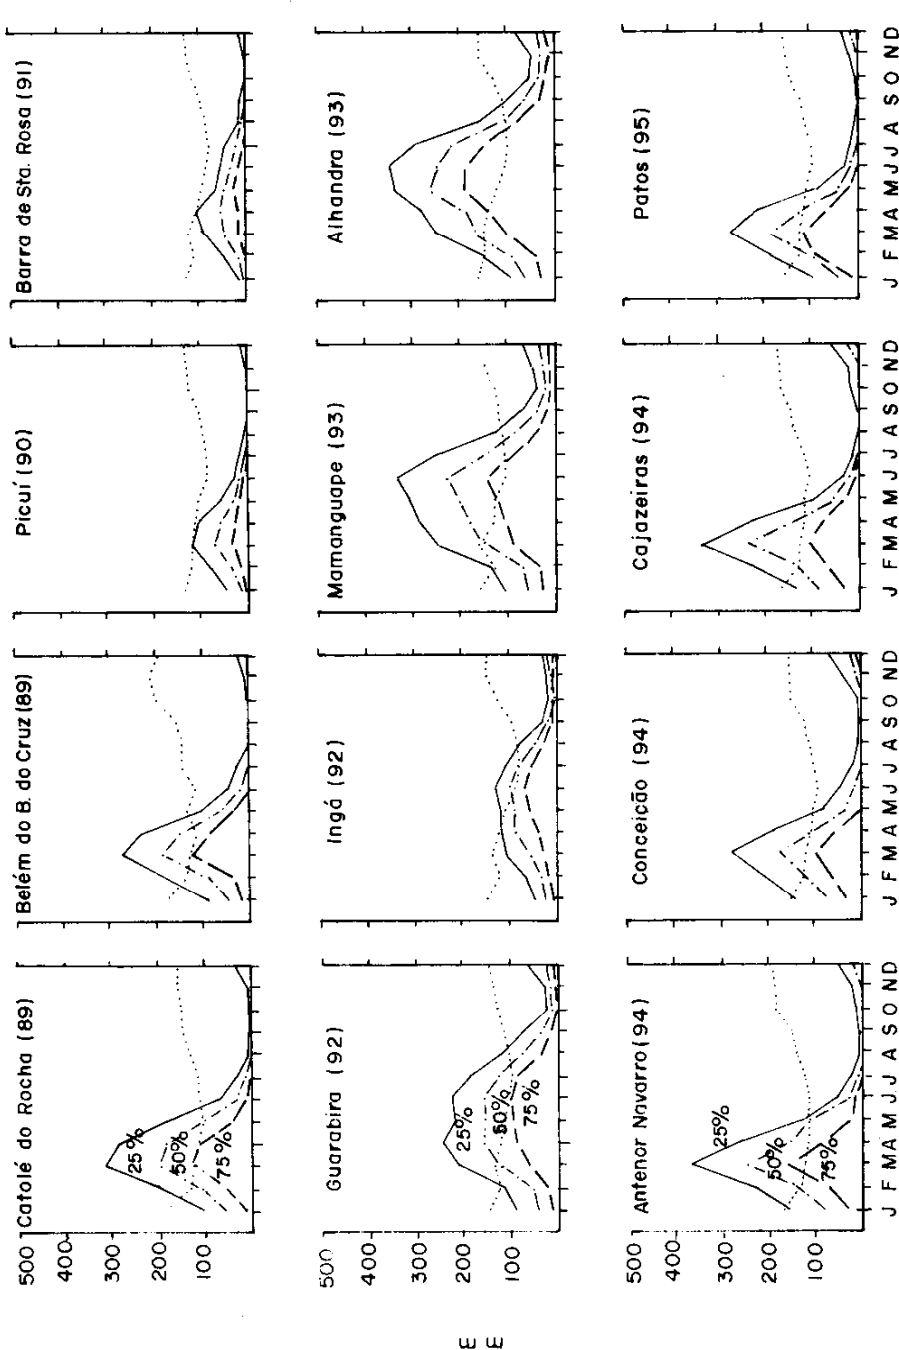 Catolé do Rocha (89)
Belém do B. do Cruz (89)
Picuí (90)
Barra de Sta. Rosa (91)
500
400
300
200
100
25%
50%
75%
Guarabira (92)
Ingá (92)
Mamanguape (93)
Alhandra (93)
500
400
300
200
100
25%
50%
75%
mm
Antenor Navarro (94)
Conceição (94)
Cajazeiras (94)
Patos (95)
500
400
300
200
100
25%
50%
75%
J F M A M J J A S O N D
J F M A M J J A S O N D
J F M A M J J A S O N D
J F M A M J J A S O N D